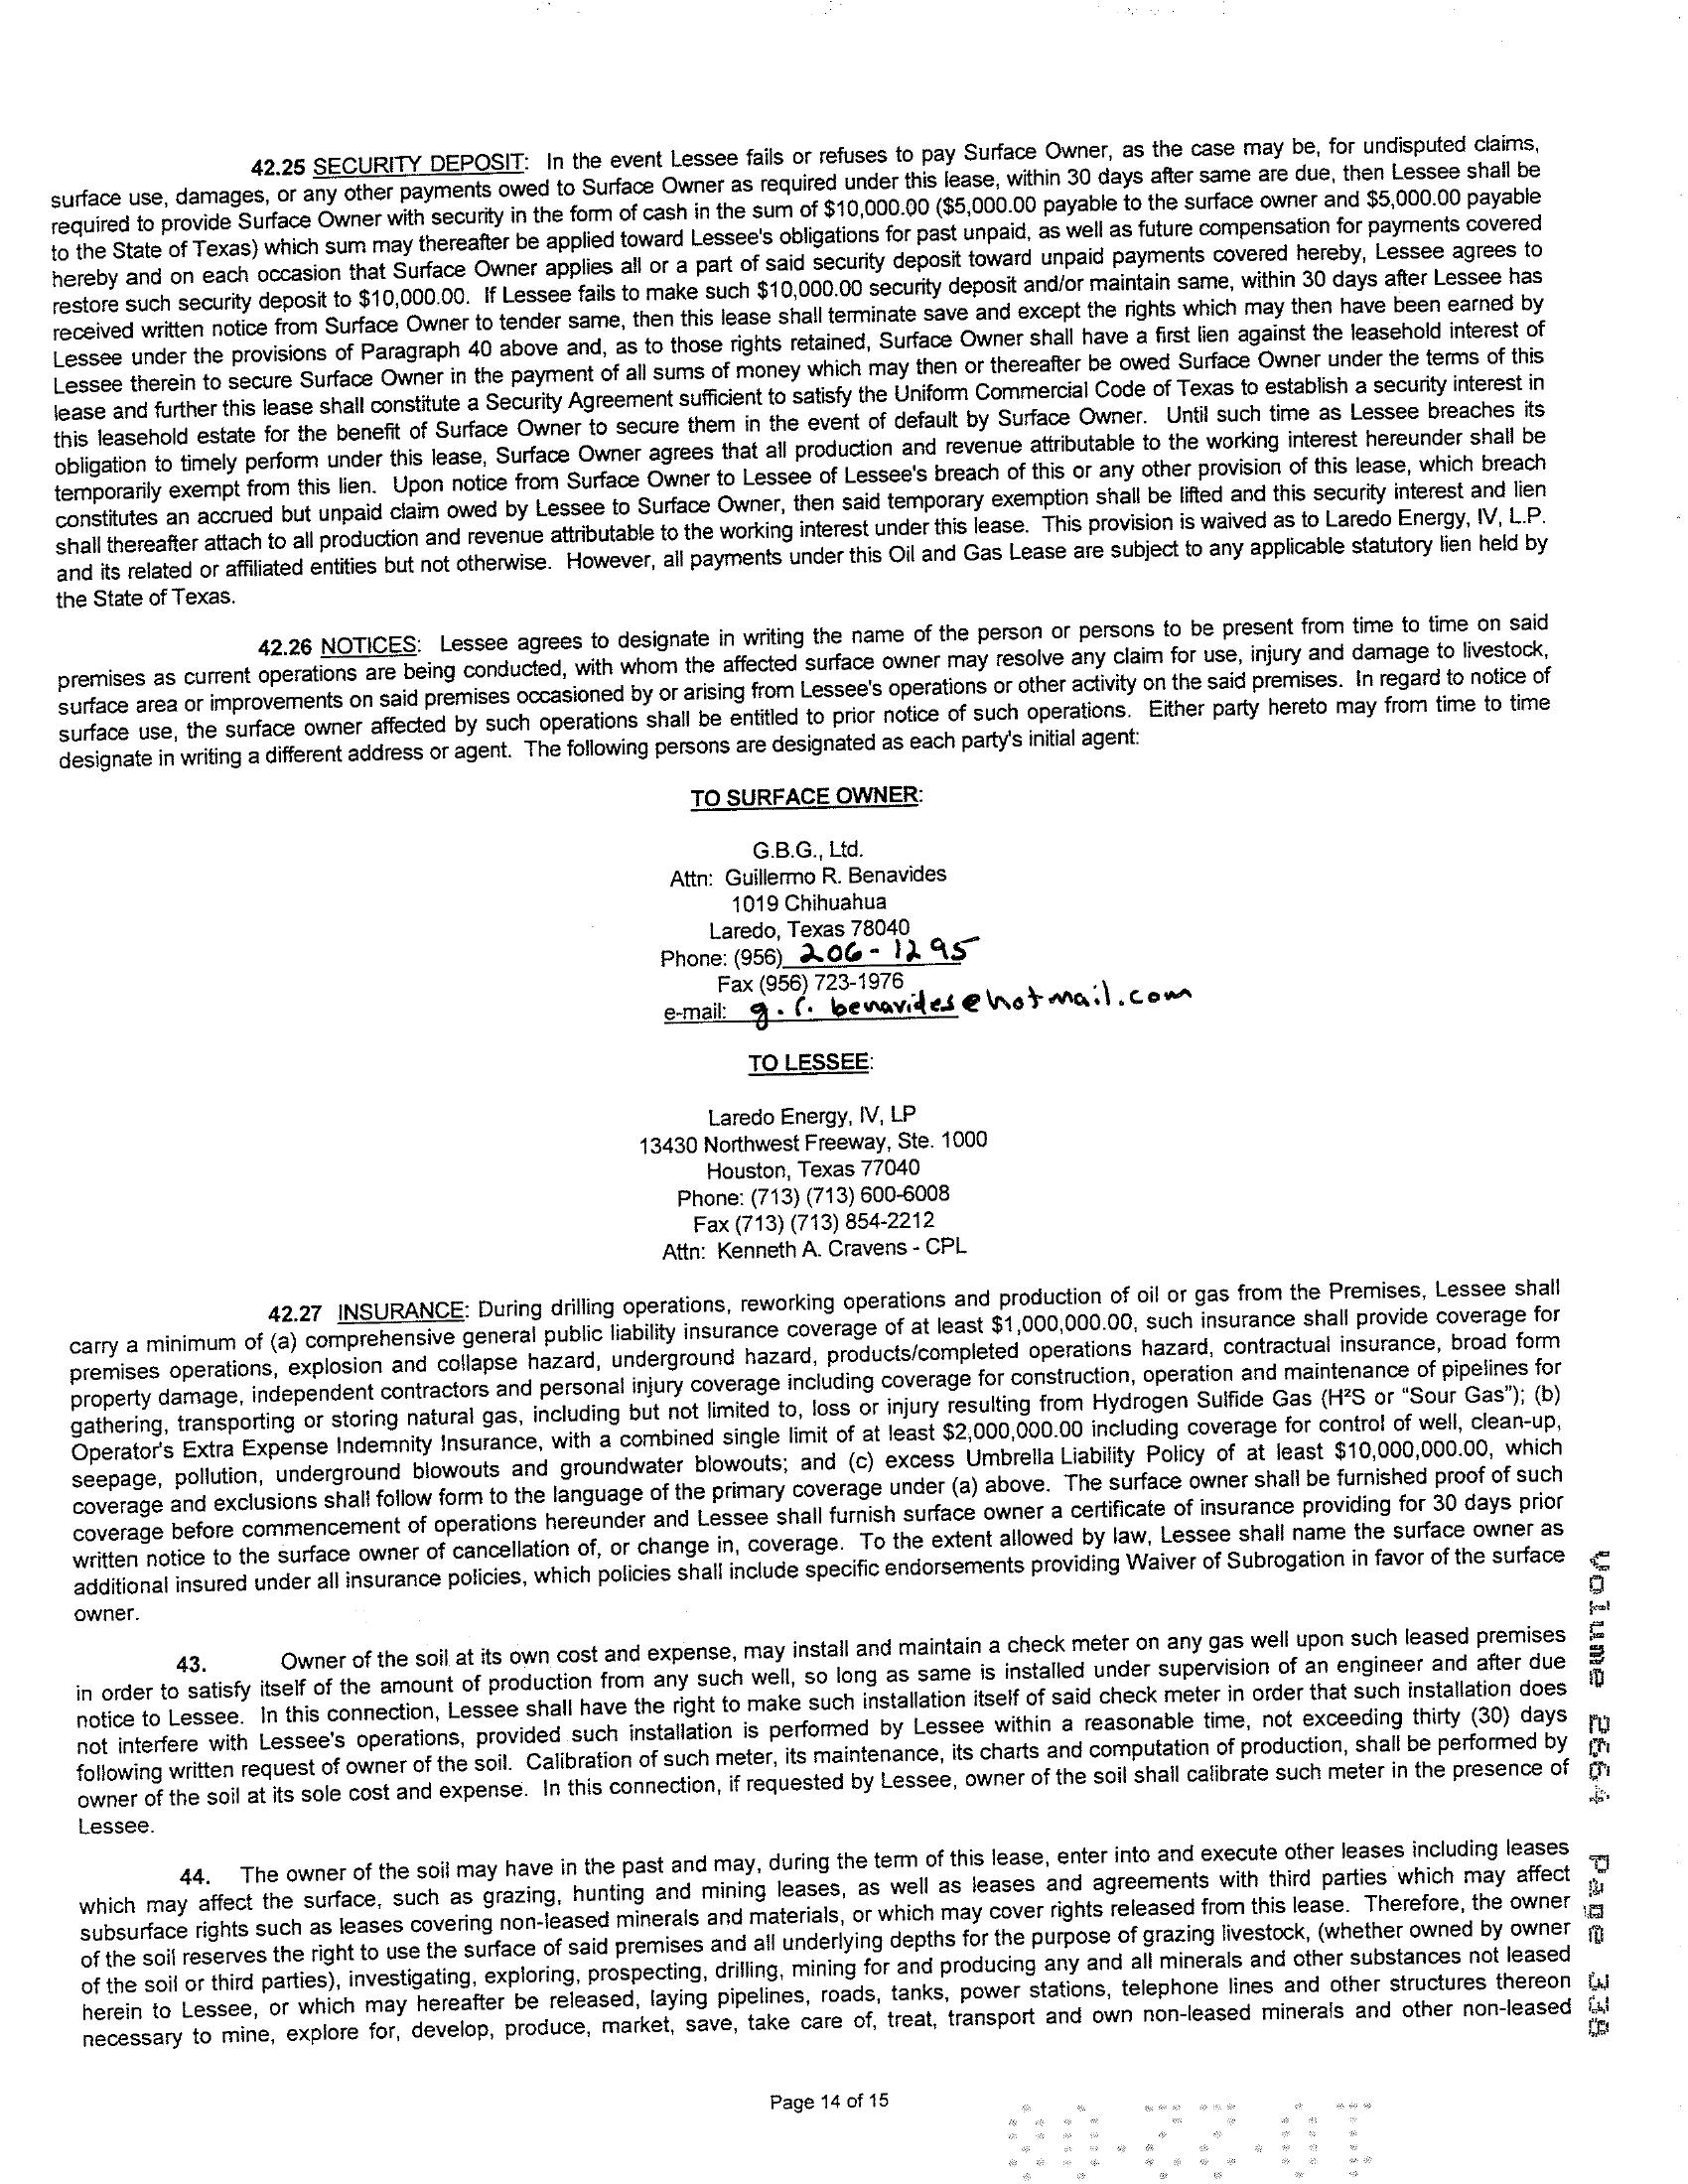 42.25 SECURITY DEPOSIT: In the event Lessee fails or refuses to pay Surface Owner, as the case may be, for undisputed claims,
surface use, damages, or any other payments owed to Surface Owner as required under this lease, within 30 days after same are due, then Lessee shall be
required to provide Surface Owner with security in the form of cash in the sum of $10,000.00 ($5,000.00 payable to the surface owner and $5,000.00 payable
to the State of Texas) which sum may thereafter be applied toward Lessee's obligations for past unpaid, as well as future compensation for payments covered
hereby and on each occasion that Surface Owner applies all or a part of said security deposit toward unpaid payments covered hereby, Lessee agrees to
restore such security deposit to $10,000.00. If Lessee fails to make such $10,000.00 security deposit and/or maintain same, within 30 days after Lessee has
received written notice from Surface Owner to tender same, then this lease shall terminate save and except the rights which may then have been earned by
Lessee under the provisions of Paragraph 40 above and, as to those rights retained, Surface Owner shall have a first lien against the leasehold interest of
Lessee therein to secure Surface Owner in the payment of all sums of money which may then or thereafter be owed Surface Owner under the terms of this
lease and further this lease shall constitute a Security Agreement sufficient to satisfy the Uniform Commercial Code of Texas to establish a security interest in
this leasehold estate for the benefit of Surface Owner to secure them in the event of default by Surface Owner. Until such time as Lessee breaches its
obligation to timely perform under this lease, Surface Owner agrees that all production and revenue attributable to the working interest hereunder shall be
temporarily exempt from this lien. Upon notice from Surface Owner to Lessee of Lessee's breach of this or any other provision of this lease, which breach
constitutes an accrued but unpaid claim owed by Lessee to Surface Owner, then said temporary exemption shall be lifted and this security interest and lien
shall thereafter attach to all production and revenue attributable to the working interest under this lease. This provision is waived as to Laredo Energy, IV, L.P.
and its related or affiliated entities but not otherwise. However, all payments under this Oil and Gas Lease are subject to any applicable statutory lien held by
the State of Texas.
42.26 NOTICES: Lessee agrees to designate in writing the name of the person or persons to be present from time to time on said
premises as current operations are being conducted, with whom the affected surface owner may resolve any claim for use, injury and damage to livestock,
surface area or improvements on said premises occasioned by or arising from Lessee's operations or other activity on the said premises. In regard to notice of
surface use, the surface owner affected by such operations shall be entitled to prior notice of such operations. Either party hereto may from time to time
designate in writing a different address or agent. The following persons are designated as each party's initial agent:
TO SURFACE OWNER:
G.B.G., Ltd.
Attn: Guillermo R. Benavides
1019 Chihuahua
Laredo, Texas 78040
Phone: (956) 206-1295
Fax (956) 723-1976
e-mail: g.r.benavides@hotmail.com
TO LESSEE:
Laredo Energy, IV, LP
13430 Northwest Freeway, Ste. 1000
Houston, Texas 77040
Phone: (713) (713) 600-6008
Fax (713) (713) 854-2212
Attn: Kenneth A. Cravens - CPL
42.27 INSURANCE: During drilling operations, reworking operations and production of oil or gas from the Premises, Lessee shall
carry a minimum of (a) comprehensive general public liability insurance coverage of at least $1,000,000.00, such insurance shall provide coverage for
premises operations, explosion and collapse hazard, underground hazard, products/completed operations hazard, contractual insurance, broad form
property damage, independent contractors and personal injury coverage including coverage for construction, operation and maintenance of pipelines for
gathering, transporting or storing natural gas, including but not limited to, loss or injury resulting from Hydrogen Sulfide Gas (H²S or "Sour Gas"); (b)
Operator's Extra Expense Indemnity Insurance, with a combined single limit of at least $2,000,000.00 including coverage for control of well, clean-up,
seepage, pollution, underground blowouts and groundwater blowouts; and (c) excess Umbrella Liability Policy of at least $10,000,000.00, which
coverage and exclusions shall follow form to the language of the primary coverage under (a) above. The surface owner shall be furnished proof of such
coverage before commencement of operations hereunder and Lessee shall furnish surface owner a certificate of insurance providing for 30 days prior
written notice to the surface owner of cancellation of, or change in, coverage. To the extent allowed by law, Lessee shall name the surface owner as
additional insured under all insurance policies, which policies shall include specific endorsements providing Waiver of Subrogation in favor of the surface
owner.
43. Owner of the soil at its own cost and expense, may install and maintain a check meter on any gas well upon such leased premises
in order to satisfy itself of the amount of production from any such well, so long as same is installed under supervision of an engineer and after due
notice to Lessee. In this connection, Lessee shall have the right to make such installation itself of said check meter in order that such installation does
not interfere with Lessee's operations, provided such installation is performed by Lessee within a reasonable time, not exceeding thirty (30) days
following written request of owner of the soil. Calibration of such meter, its maintenance, its charts and computation of production, shall be performed by
owner of the soil at its sole cost and expense. In this connection, if requested by Lessee, owner of the soil shall calibrate such meter in the presence of
Lessee.
44. The owner of the soil may have in the past and may, during the term of this lease, enter into and execute other leases including leases
which may affect the surface, such as grazing, hunting and mining leases, as well as leases and agreements with third parties which may affect
subsurface rights such as leases covering non-leased minerals and materials, or which may cover rights released from this lease. Therefore, the owner
of the soil reserves the right to use the surface of said premises and all underlying depths for the purpose of grazing livestock, (whether owned by owner
of the soil or third parties), investigating, exploring, prospecting, drilling, mining for and producing any and all minerals and other substances not leased
herein to Lessee, or which may hereafter be released, laying pipelines, roads, tanks, power stations, telephone lines and other structures thereon
necessary to mine, explore for, develop, produce, market, save, take care of, treat, transport and own non-leased minerals and other non-leased
Volume 2664 Page 339
Page 14 of 15